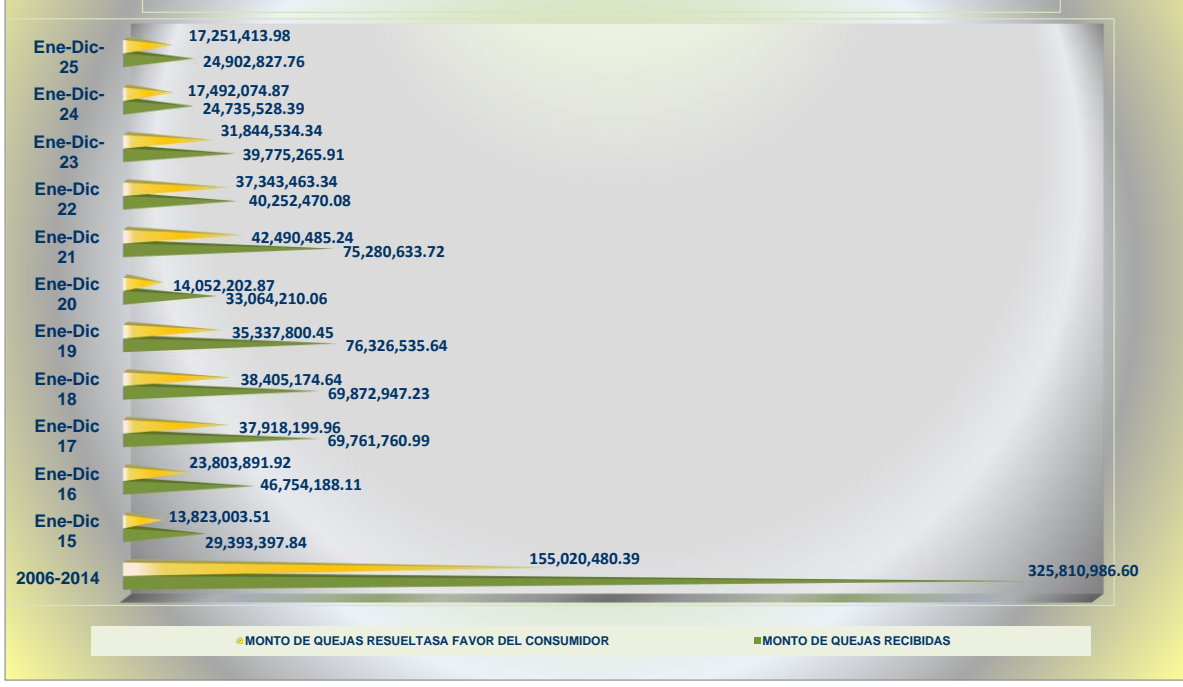 17,251,413.98
Ene-Dic-
25
24,902,827.76
17,492,074.87
Ene-Dic-
24
24,735,528.39
31,844,534.34
Ene-Dic-
23
39,775,265.91
37,343,463.34
Ene-Dic
22
40,252,470.08
42,490,485.24
Ene-Dic
21
75,280,633.72
14,052,202.87
Ene-Dic
20
33,064,210.06
35,337,800.45
Ene-Dic
19
76,326,535.64
38,405,174.64
Ene-Dic
18
69,872,947.23
37,918,199.96
Ene-Dic
17
69,761,760.99
23,803,891.92
Ene-Dic
16
46,754,188.11
13,823,003.51
Ene-Dic
15
29,393,397.84
155,020,480.39
2006-2014
325,810,986.60
MONTO DE QUEJAS RESUELTASA FAVOR DEL CONSUMIDOR
MONTO DE QUEJAS RECIBIDAS